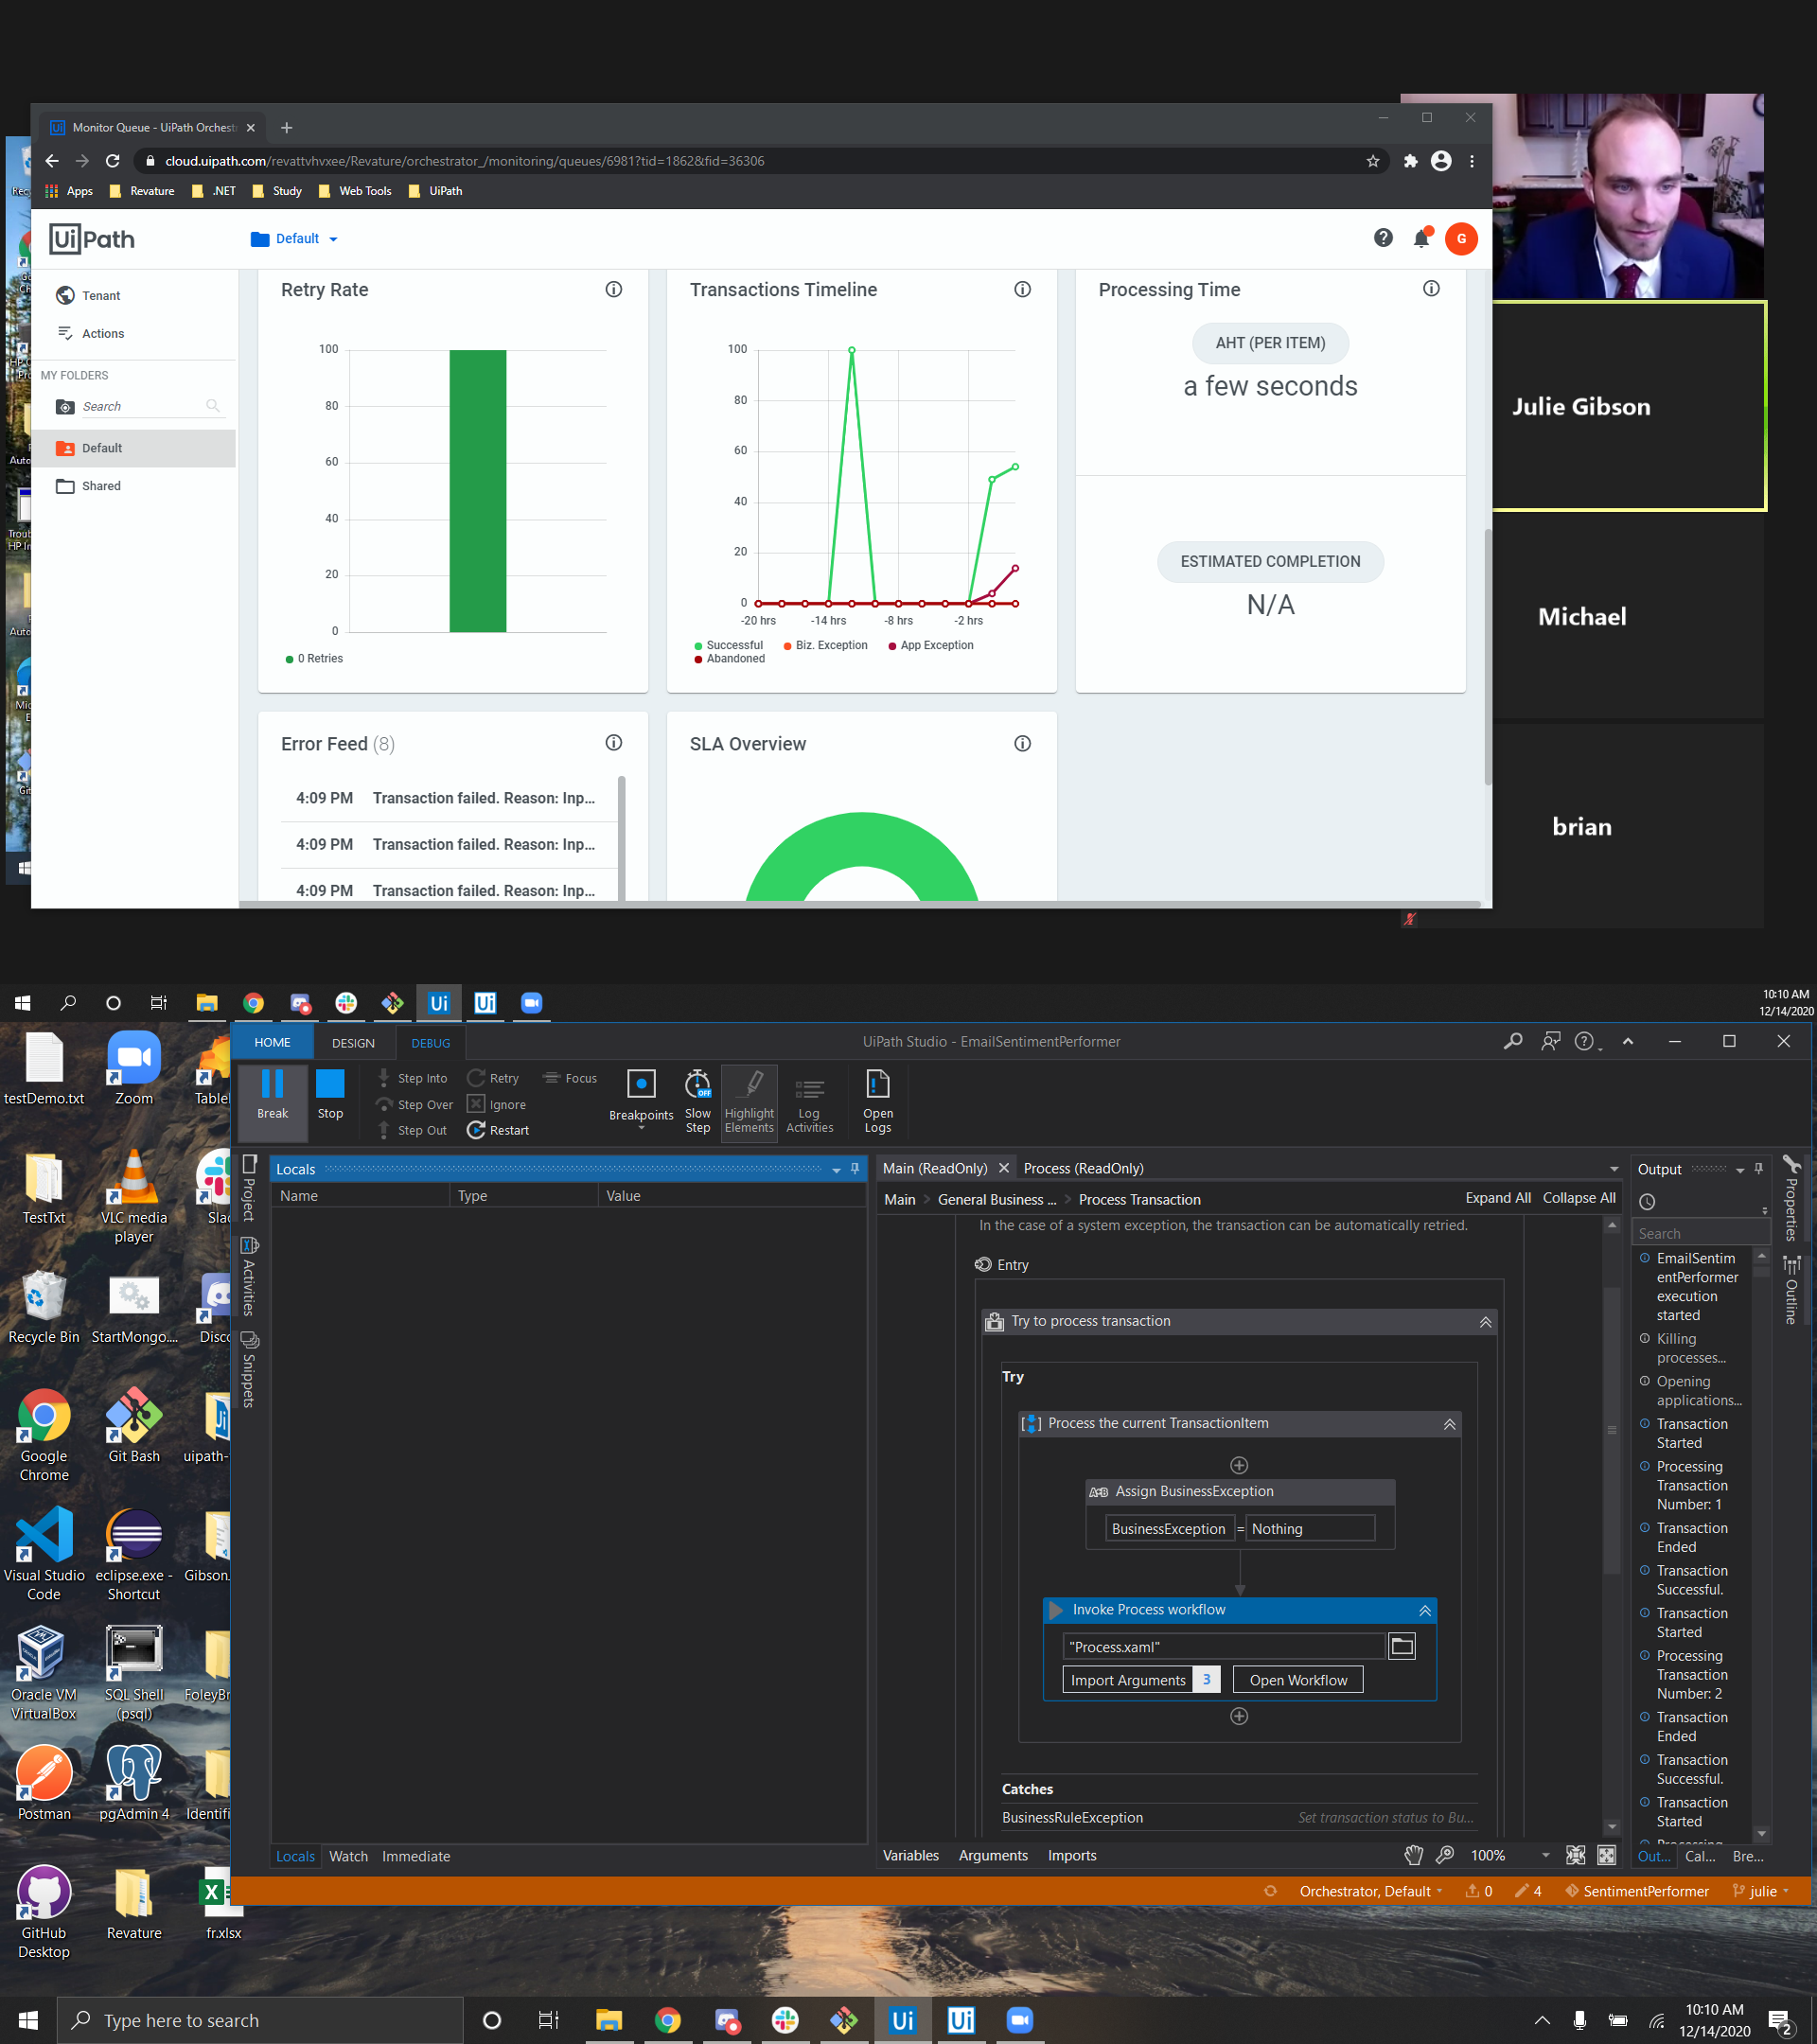 Monitor Queue - UiPath Orchestr
cloud.uipath.com/revattvhvxee/Revature/orchestrator_/monitoring/queues/6981?tid=1862&fid=36306
Apps Revature .NET Study Web Tools UiPath
UiPath
Default
G
Tenant
Actions
MY FOLDERS
Search
Default
Shared
Retry Rate
100
80
60
40
20
0
0 Retries
Transactions Timeline
100
80
60
40
20
0
-20 hrs -14 hrs -8 hrs -2 hrs
Successful Biz. Exception App Exception
Abandoned
Processing Time
AHT (PER ITEM)
a few seconds
ESTIMATED COMPLETION
N/A
Error Feed (8)
4:09 PM Transaction failed. Reason: Inp...
4:09 PM Transaction failed. Reason: Inp...
4:09 PM Transaction failed. Reason: Inp...
SLA Overview
Julie Gibson
Michael
brian
10:10 AM
12/14/2020
testDemo.txt
Zoom
Table
TestTxt
VLC media
player
Slac
Recycle Bin
StartMongo....
Disco
Google
Chrome
Git Bash
uipath-
Visual Studio
Code
eclipse.exe -
Shortcut
Gibson.
Oracle VM
VirtualBox
SQL Shell
(psql)
FoleyBr
Postman
pgAdmin 4
Identifi
GitHub
Desktop
Revature
fr.xlsx
HOME DESIGN DEBUG
UiPath Studio - EmailSentimentPerformer
Break
Stop
Step Into
Step Over
Step Out
Retry
Ignore
Restart
Focus
Breakpoints
Slow
Step
OFF
Highlight
Elements
Log
Activities
Open
Logs
Project
Activities
Snippets
Locals
Name Type Value
Locals Watch Immediate
Main (ReadOnly) Process (ReadOnly)
Main > General Business ... > Process Transaction
Expand All Collapse All
In the case of a system exception, the transaction can be automatically retried.
Entry
Try to process transaction
Try
Process the current TransactionItem
A*B Assign BusinessException
BusinessException = Nothing
Invoke Process workflow
"Process.xaml"
Import Arguments 3 Open Workflow
Catches
BusinessRuleException Set transaction status to Bu...
Variables Arguments Imports
100%
Output
Search
EmailSentim
entPerformer
execution
started
Killing
processes...
Opening
applications...
Transaction
Started
Processing
Transaction
Number: 1
Transaction
Ended
Transaction
Successful.
Transaction
Started
Processing
Transaction
Number: 2
Transaction
Ended
Transaction
Successful.
Transaction
Started
Processing
Out... Cal... Bre...
Properties
Outline
Orchestrator, Default 0 4 SentimentPerformer julie
Type here to search
10:10 AM
12/14/2020
2